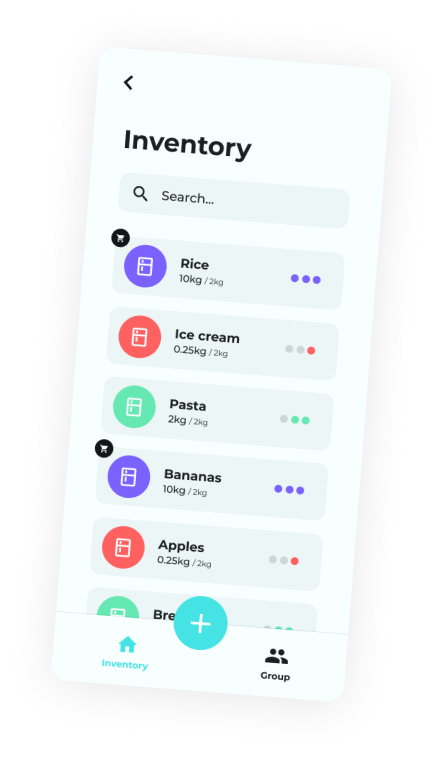 Inventory
Search...
Rice
10kg / 2kg
Ice cream
0.25kg / 2kg
Pasta
2kg / 2kg
Bananas
10kg / 2kg
Apples
0.25kg / 2kg
Bre
Inventory
Group